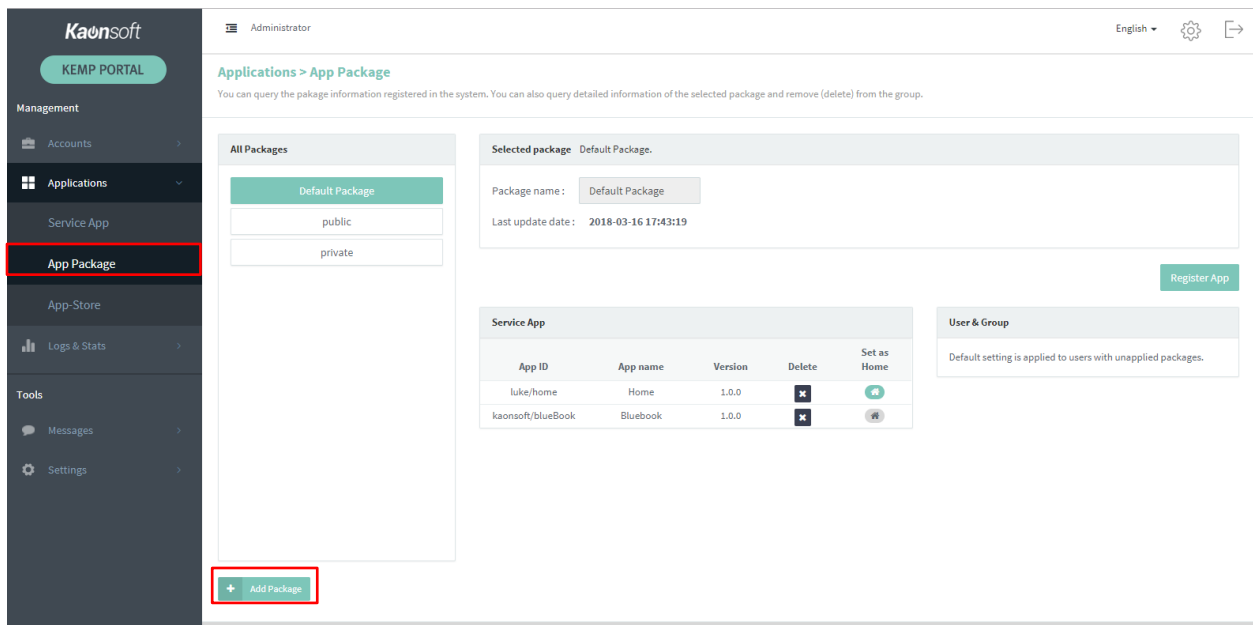 Kaonsoft
KEMP PORTAL
Management
Accounts
Applications
Service App
App Package
App-Store
Logs & Stats
Tools
Messages
Settings
Administrator
English
Applications > App Package
You can query the pakage information registered in the system. You can also query detailed information of the selected package and remove (delete) from the group.
All Packages
Default Package
public
private
Add Package
Selected package Default Package.
Package name : Default Package
Last update date : 2018-03-16 17:43:19
Register App
Service App
App ID App name Version Delete Set as Home
luke/home Home 1.0.0
kaonsoft/blueBook Bluebook 1.0.0
User & Group
Default setting is applied to users with unapplied packages.